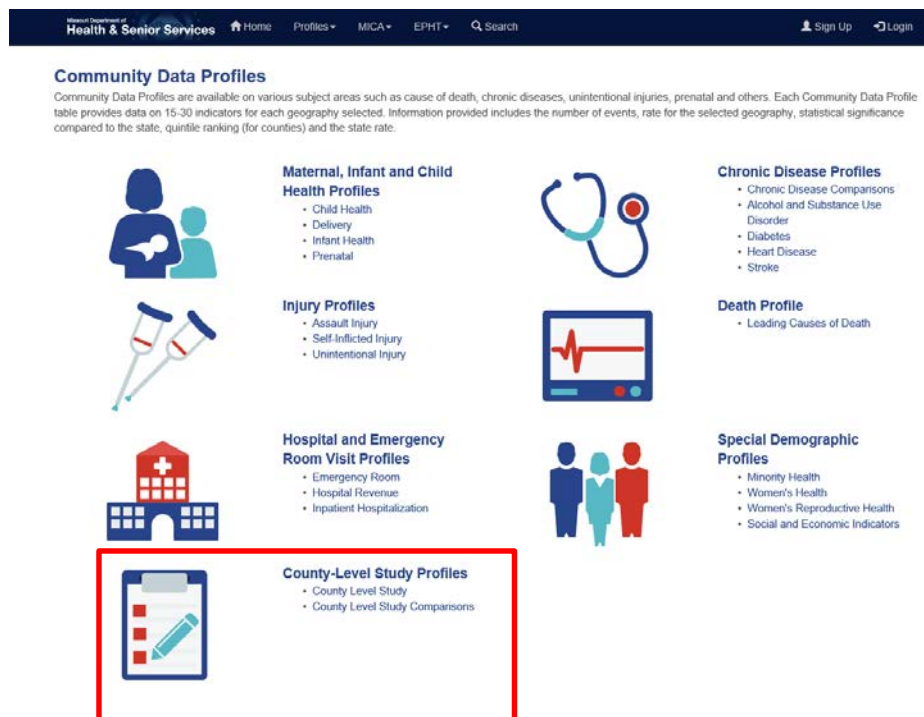 Missouri Department of
Health & Senior Services Home Profiles MICA EPHT Search Sign Up Login
Community Data Profiles
Community Data Profiles are available on various subject areas such as cause of death, chronic diseases, unintentional injuries, prenatal and others. Each Community Data Profile
table provides data on 15-30 indicators for each geography selected. Information provided includes the number of events, rate for the selected geography, statistical significance
compared to the state, quintile ranking (for counties) and the state rate.
Maternal, Infant and Child
Health Profiles
• Child Health
• Delivery
• Infant Health
• Prenatal
Chronic Disease Profiles
• Chronic Disease Comparisons
• Alcohol and Substance Use
Disorder
• Diabetes
• Heart Disease
• Stroke
Injury Profiles
• Assault Injury
• Self-Inflicted Injury
• Unintentional Injury
Death Profile
• Leading Causes of Death
Hospital and Emergency
Room Visit Profiles
• Emergency Room
• Hospital Revenue
• Inpatient Hospitalization
Special Demographic
Profiles
• Minority Health
• Women's Health
• Women's Reproductive Health
• Social and Economic Indicators
County-Level Study Profiles
• County Level Study
• County Level Study Comparisons